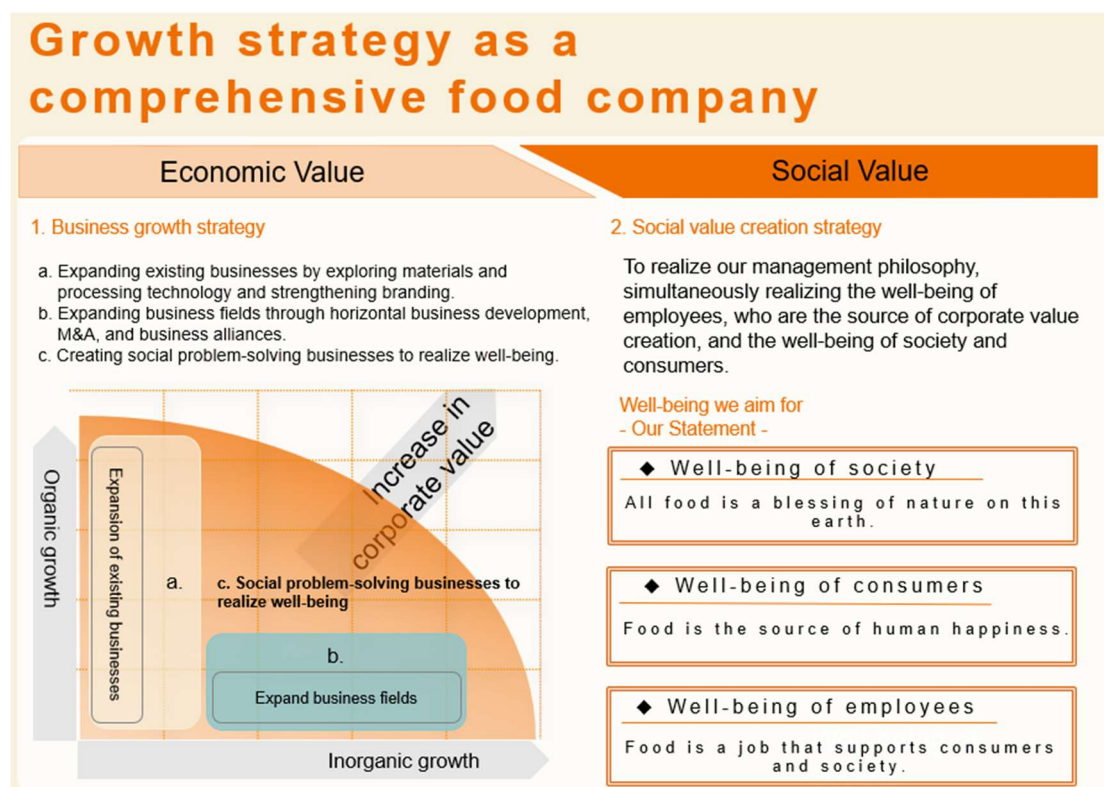 Growth strategy as a
comprehensive food company
Economic Value
Social Value
1. Business growth strategy
a. Expanding existing businesses by exploring materials and
processing technology and strengthening branding.
b. Expanding business fields through horizontal business development,
M&A, and business alliances.
c. Creating social problem-solving businesses to realize well-being.
Organic growth
Expansion of existing businesses
a.
Increase in
corporate value
c. Social problem-solving businesses to
realize well-being
b.
Expand business fields
Inorganic growth
2. Social value creation strategy
To realize our management philosophy,
simultaneously realizing the well-being of
employees, who are the source of corporate value
creation, and the well-being of society and
consumers.
Well-being we aim for
- Our Statement -
◆ Well-being of society
All food is a blessing of nature on this
earth.
◆ Well-being of consumers
Food is the source of human happiness.
◆ Well-being of employees
Food is a job that supports consumers
and society.